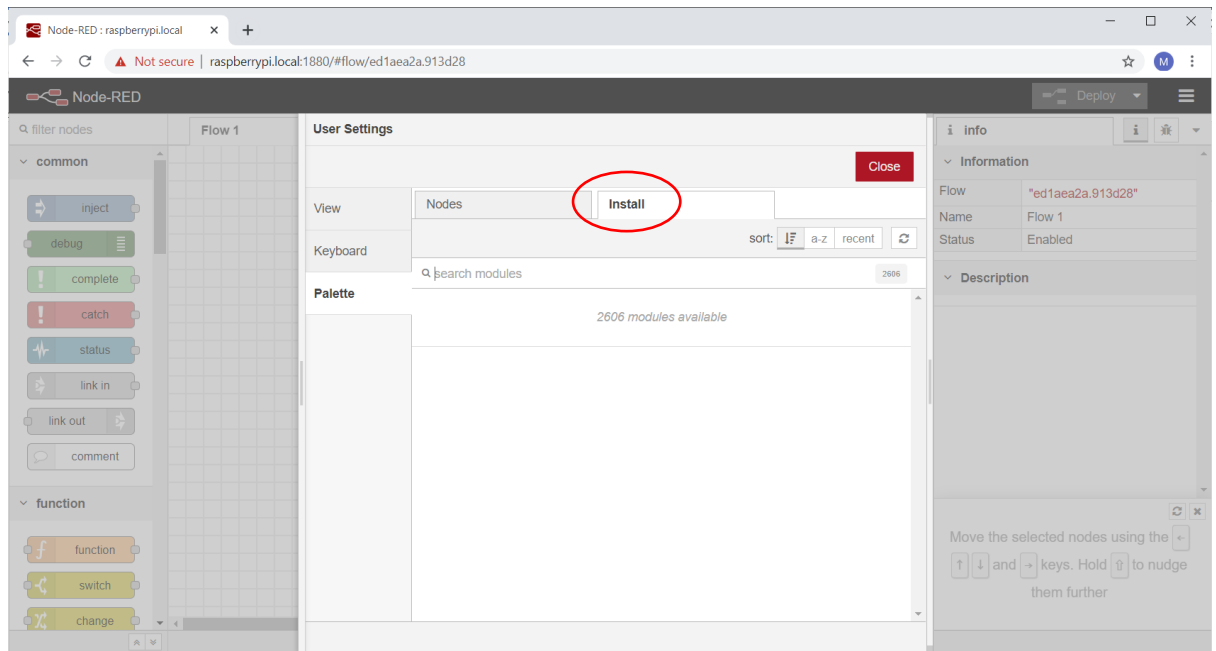 Node-RED : raspberrypi.local
Not secure | raspberrypi.local:1880/#flow/ed1aea2a.913d28
M
Node-RED
Deploy
filter nodes
Flow 1
User Settings
i info
i
common
Close
Information
inject
View
Nodes
Install
Flow "ed1aea2a.913d28"
Name Flow 1
debug
Keyboard
sort: a-z recent
Status Enabled
complete
search modules
2606
Description
Palette
catch
2606 modules available
status
link in
link out
comment
function
function
Move the selected nodes using the ←
↑ ↓ and → keys. Hold ⇧ to nudge
them further
switch
change